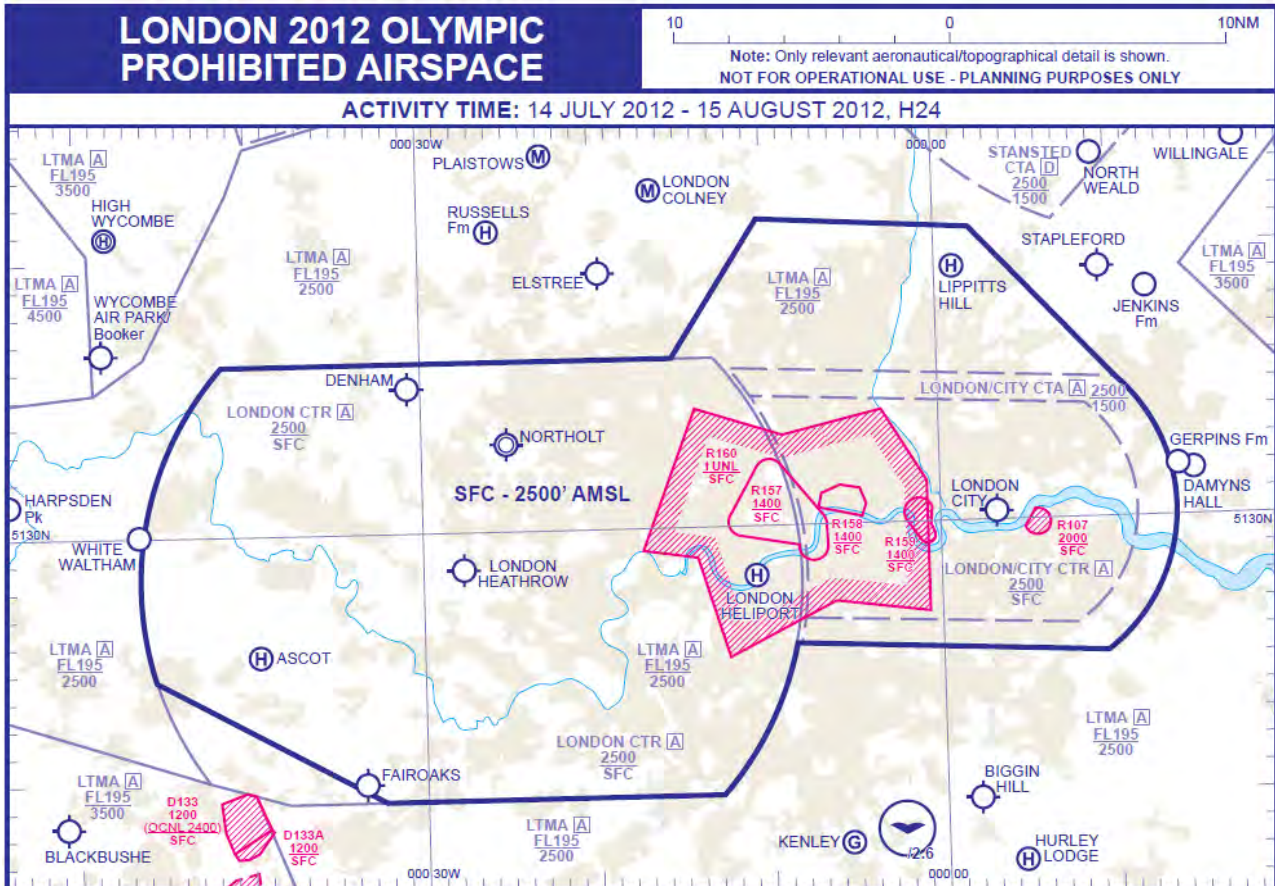 LONDON 2012 OLYMPIC
PROHIBITED AIRSPACE
10 0 10NM
Note: Only relevant aeronautical/topographical detail is shown.
NOT FOR OPERATIONAL USE - PLANNING PURPOSES ONLY
ACTIVITY TIME: 14 JULY 2012 - 15 AUGUST 2012, H24
000 30W
000 00
LTMA A
FL195
3500
HIGH
WYCOMBE
H
LTMA A
FL195
4500
WYCOMBE
AIR PARK/
Booker
LTMA A
FL195
2500
PLAISTOWS M
M LONDON
COLNEY
RUSSELLS
Fm H
ELSTREE
LTMA A
FL195
2500
STANSTED
CTA D
2500
1500
NORTH
WEALD
WILLINGALE
STAPLEFORD
H
LIPPITTS
HILL
JENKINS
Fm
LTMA A
FL195
3500
DENHAM
LONDON CTR A
2500
SFC
NORTHOLT
SFC - 2500' AMSL
LONDON/CITY CTA A 2500
1500
R160
1UNL
SFC
R157
1400
SFC
R158
1400
SFC
R159
1400
SFC
LONDON
CITY
R107
2000
SFC
GERPINS Fm
DAMYNS
HALL
HARPSDEN
Pk
5130N
5130N
WHITE
WALTHAM
LONDON
HEATHROW
H
LONDON
HELIPORT
LONDON/CITY CTR A
2500
SFC
LTMA A
FL195
2500
H ASCOT
LTMA A
FL195
2500
LONDON CTR A
2500
SFC
LTMA A
FL195
2500
FAIROAKS
LTMA A
FL195
3500
D133
1200
(OCNL 2400)
SFC
D133A
1200
SFC
BLACKBUSHE
LTMA A
FL195
2500
BIGGIN
HILL
KENLEY G
/2.6
H HURLEY
LODGE
000 30W
000 00